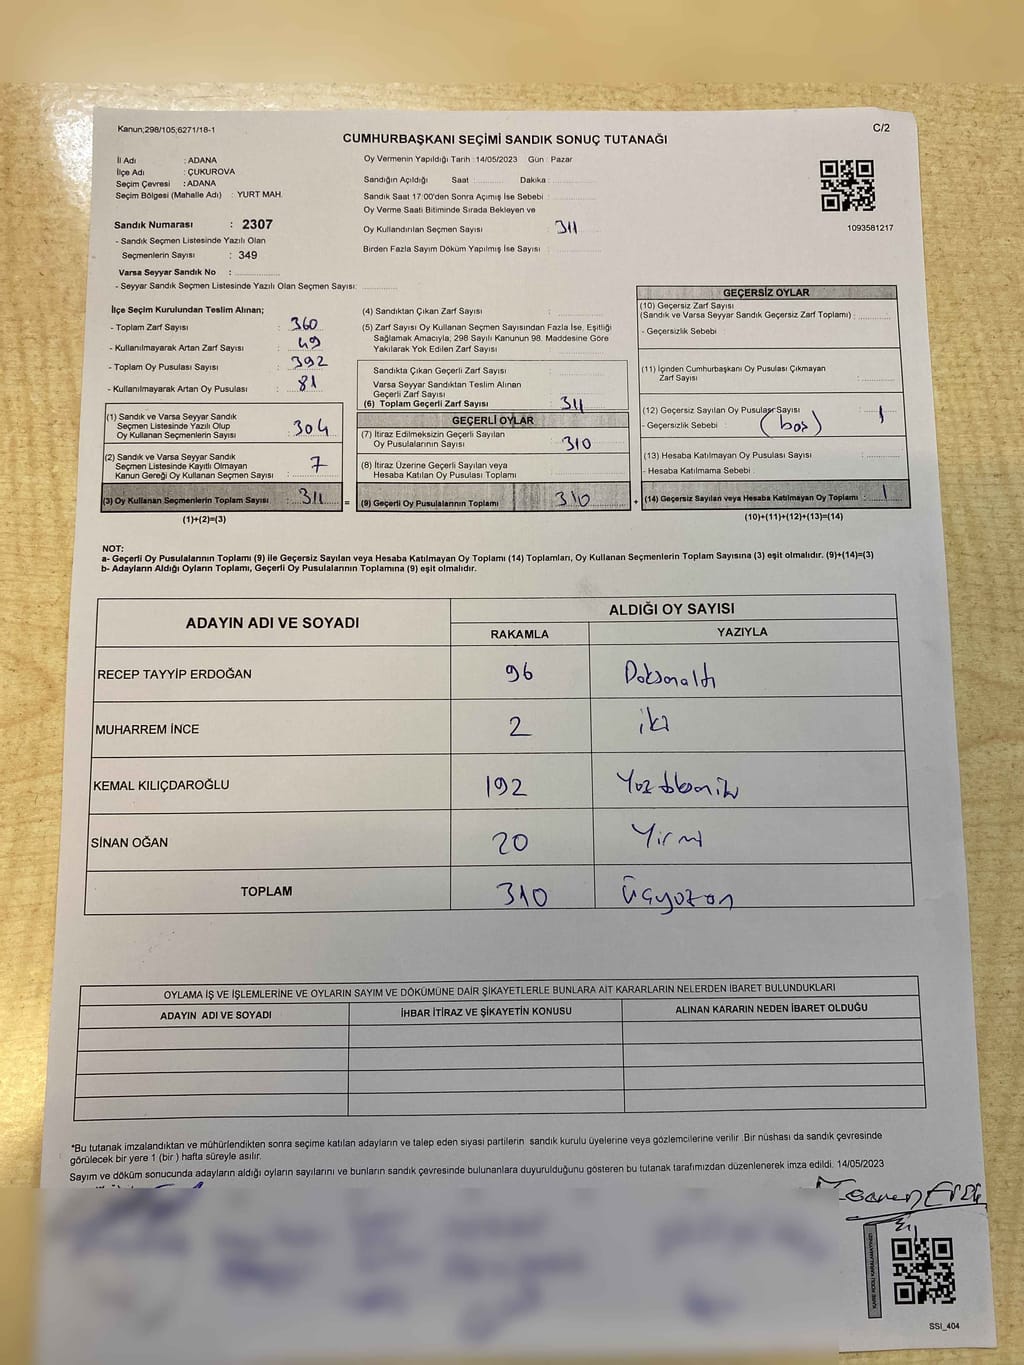 Kanun;298/105;6271/18-1
C/2
CUMHURBAŞKANI SEÇİMİ SANDIK SONUÇ TUTANAĞI
İl Adı : ADANA
İlçe Adı : ÇUKUROVA
Seçim Çevresi : ADANA
Seçim Bölgesi (Mahalle Adı) : YURT MAH.
Sandık Numarası : 2307
- Sandık Seçmen Listesinde Yazılı Olan
Seçmenlerin Sayısı : 349
Varsa Seyyar Sandık No :
- Seyyar Sandık Seçmen Listesinde Yazılı Olan Seçmen Sayısı:
Oy Vermenin Yapıldığı Tarih : 14/05/2023 Gün : Pazar
Sandığın Açıldığı Saat : Dakika :
Sandık Saat 17:00'den Sonra Açımış İse Sebebi :
Oy Verme Saati Bitiminde Sırada Bekleyen ve
Oy Kullandırılan Seçmen Sayısı : 311
Birden Fazla Sayım Döküm Yapılmış İse Sayısı :
1093581217
İlçe Seçim Kurulundan Teslim Alınan;
- Toplam Zarf Sayısı : 360
- Kullanılmayarak Artan Zarf Sayısı : 49
- Toplam Oy Pusulası Sayısı : 392
- Kullanılmayarak Artan Oy Pusulası : 81
(1) Sandık ve Varsa Seyyar Sandık
Seçmen Listesinde Yazılı Olup
Oy Kullanan Seçmenlerin Sayısı : 304
(2) Sandık ve Varsa Seyyar Sandık
Seçmen Listesinde Kayıtlı Olmayan
Kanun Gereği Oy Kullanan Seçmen Sayısı : 7
(3) Oy Kullanan Seçmenlerin Toplam Sayısı : 311 =
(1)+(2)=(3)
(4) Sandıktan Çıkan Zarf Sayısı :
(5) Zarf Sayısı Oy Kullanan Seçmen Sayısından Fazla İse, Eşitliği
Sağlamak Amacıyla; 298 Sayılı Kanunun 98. Maddesine Göre
Yakılarak Yok Edilen Zarf Sayısı :
Sandıkta Çıkan Geçerli Zarf Sayısı :
Varsa Seyyar Sandıktan Teslim Alınan
Geçerli Zarf Sayısı :
(6) Toplam Geçerli Zarf Sayısı : 311
GEÇERLİ OYLAR
(7) İtiraz Edilmeksizin Geçerli Sayılan
Oy Pusulalarının Sayısı : 310
(8) İtiraz Üzerine Geçerli Sayılan veya
Hesaba Katılan Oy Pusulası Toplamı :
(9) Geçerli Oy Pusulalarının Toplamı : 310 +
GEÇERSİZ OYLAR
(10) Geçersiz Zarf Sayısı
(Sandık ve Varsa Seyyar Sandık Geçersiz Zarf Toplamı) :
- Geçersizlik Sebebi :
(11) İçinden Cumhurbaşkanı Oy Pusulası Çıkmayan
Zarf Sayısı :
(12) Geçersiz Sayılan Oy Pusulası Sayısı : 1
- Geçersizlik Sebebi : (boş)
(13) Hesaba Katılmayan Oy Pusulası Sayısı :
- Hesaba Katılmama Sebebi :
(14) Geçersiz Sayılan veya Hesaba Katılmayan Oy Toplamı : 1
(10)+(11)+(12)+(13)=(14)
NOT:
a- Geçerli Oy Pusulalarının Toplamı (9) ile Geçersiz Sayılan veya Hesaba Katılmayan Oy Toplamı (14) Toplamları, Oy Kullanan Seçmenlerin Toplam Sayısına (3) eşit olmalıdır. (9)+(14)=(3)
b- Adayların Aldığı Oyların Toplamı, Geçerli Oy Pusulalarının Toplamına (9) eşit olmalıdır.
ADAYIN ADI VE SOYADI
ALDIĞI OY SAYISI
RAKAMLA YAZIYLA
RECEP TAYYİP ERDOĞAN 96 Doksanaltı
MUHARREM İNCE 2 iki
KEMAL KILIÇDAROĞLU 192 Yüzdoksaniki
SİNAN OĞAN 20 Yirmi
TOPLAM 310 Üçyüzon
OYLAMA İŞ VE İŞLEMLERİNE VE OYLARIN SAYIM VE DÖKÜMÜNE DAİR ŞİKAYETLERLE BUNLARA AİT KARARLARIN NELERDEN İBARET BULUNDUKLARI
ADAYIN ADI VE SOYADI İHBAR İTİRAZ VE ŞİKAYETİN KONUSU ALINAN KARARIN NEDEN İBARET OLDUĞU
*Bu tutanak imzalandıktan ve mühürlendikten sonra seçime katılan adayların ve talep eden siyasi partilerin sandık kurulu üyelerine veya gözlemcilerine verilir .Bir nüshası da sandık çevresinde
görülecek bir yere 1 (bir ) hafta süreyle asılır.
Sayım ve döküm sonucunda adayların aldığı oyların sayılarını ve bunların sandık çevresinde bulunanlara duyurulduğunu gösteren bu tutanak tarafımızdan düzenlenerek imza edildi. 14/05/2023
KARE KODU KARALAMAYINIZ!
SSI_404